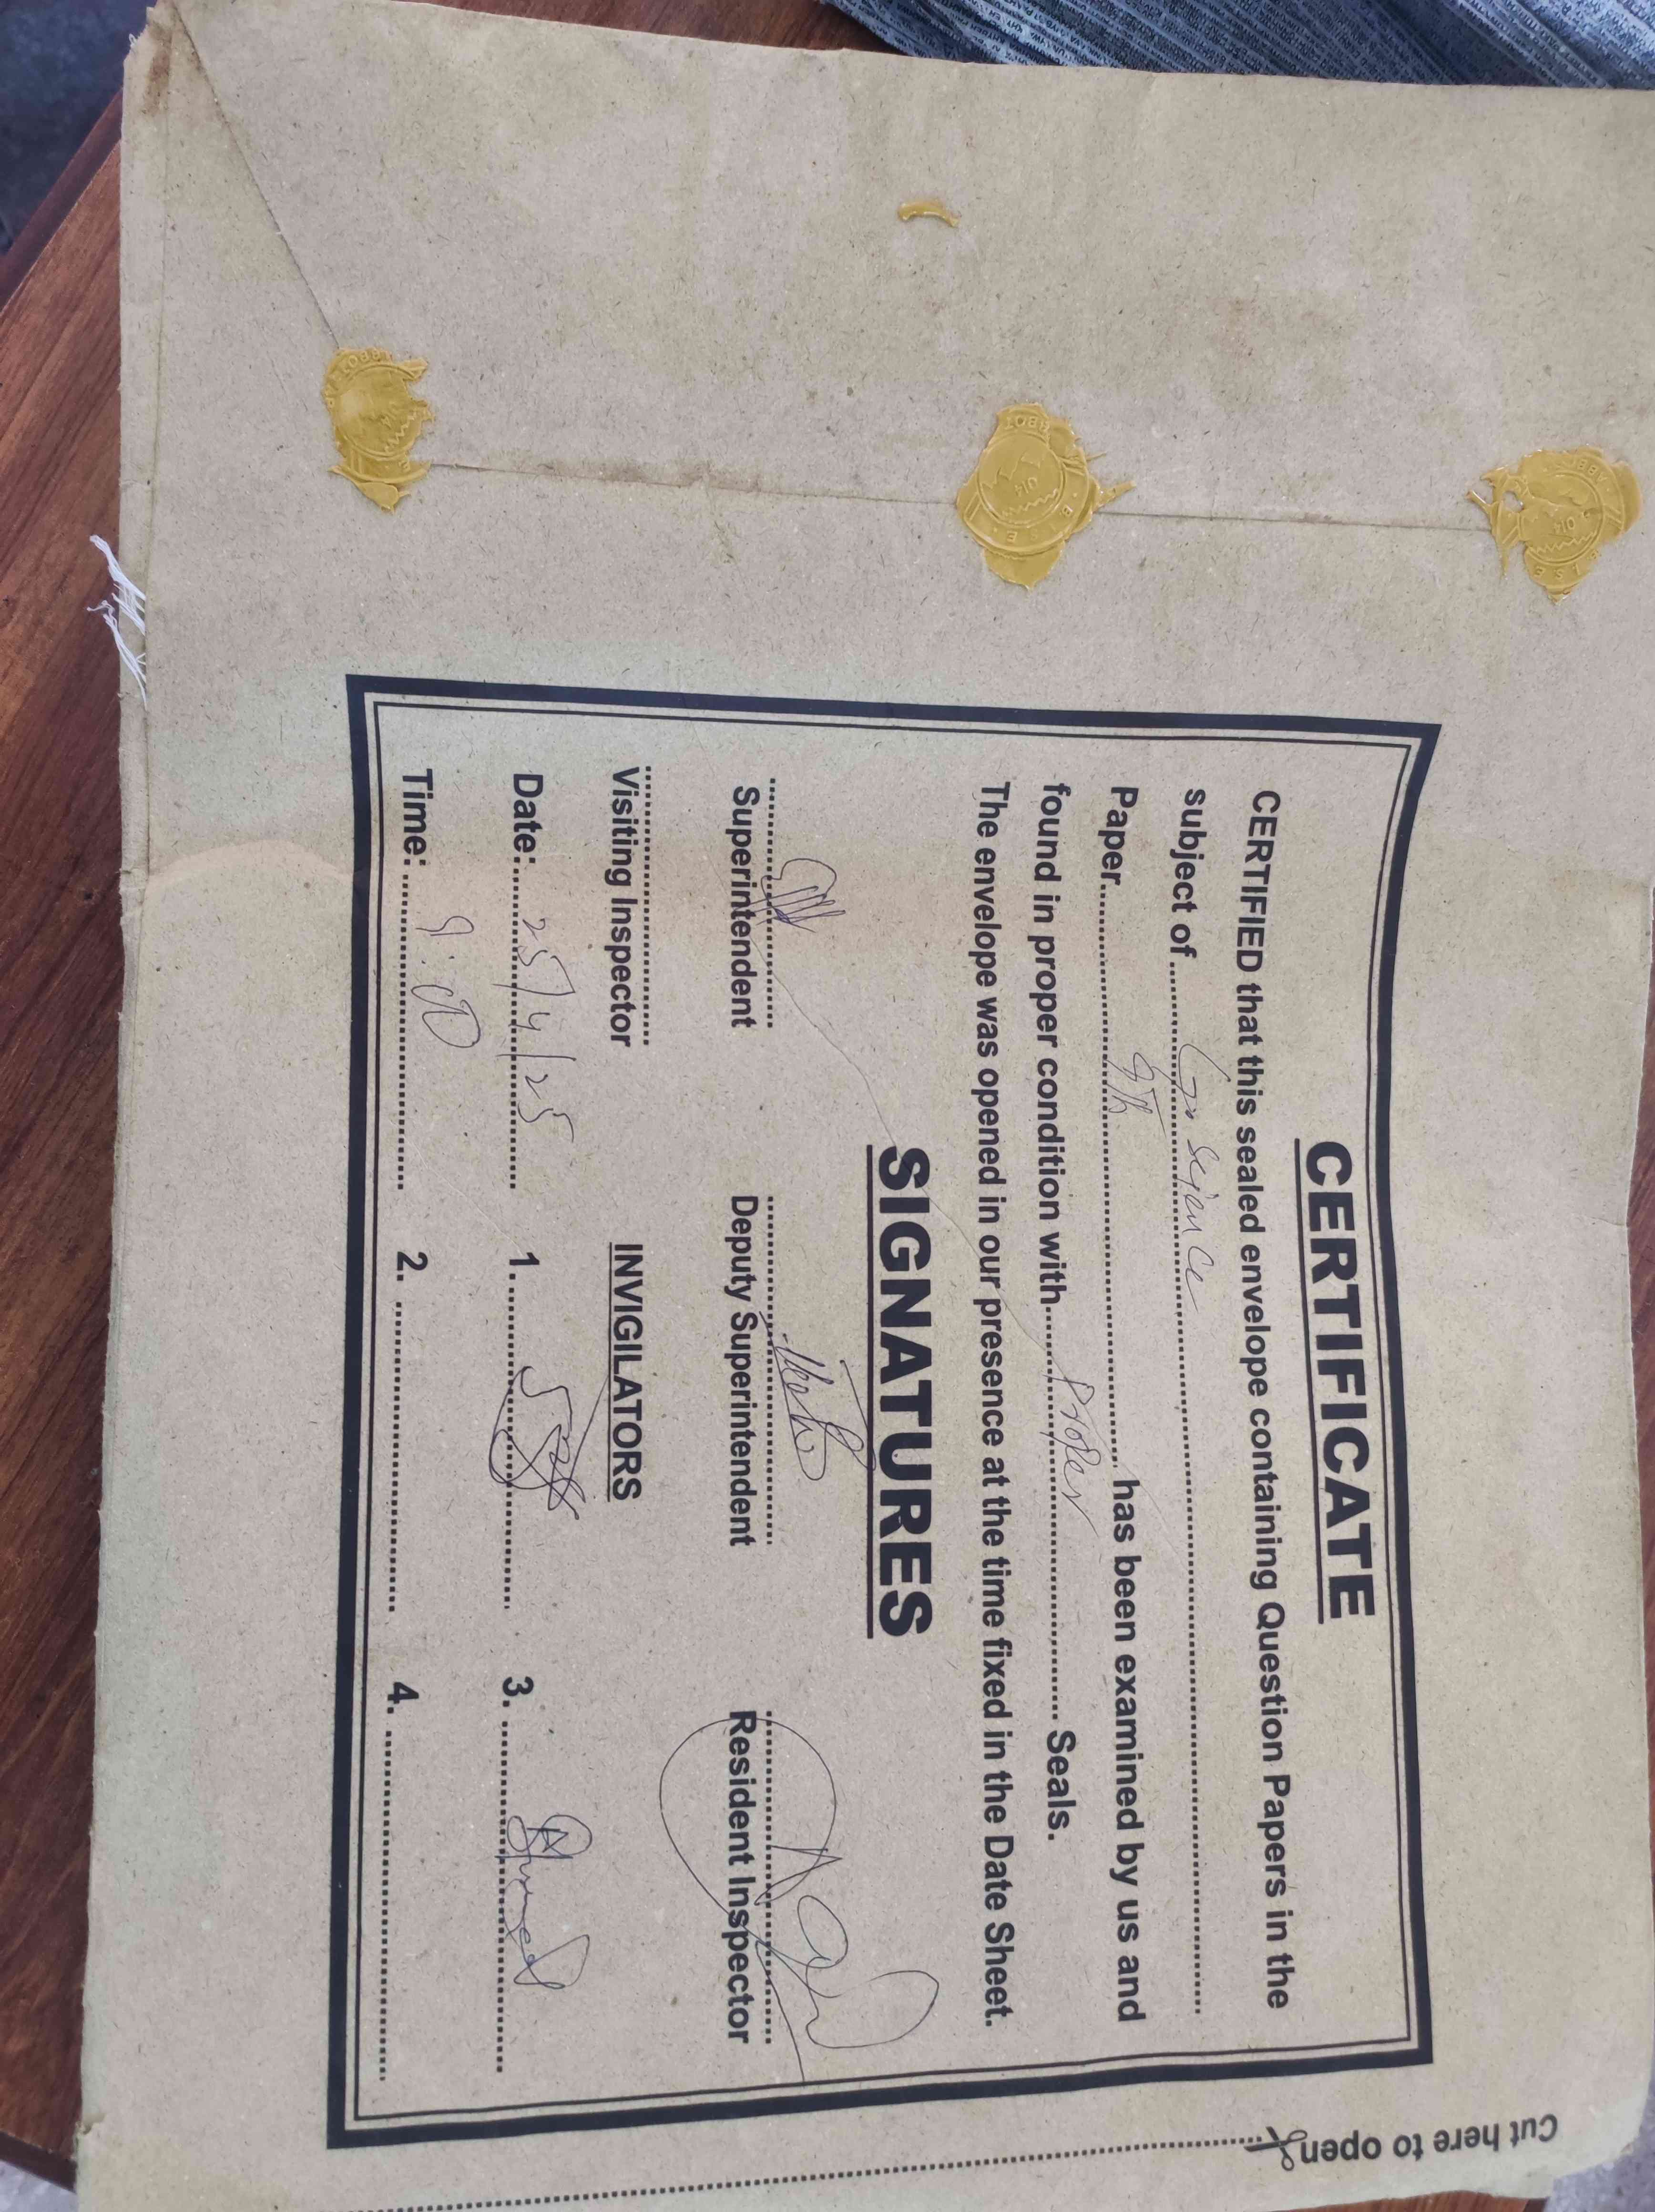 CERTIFICATE
CERTIFIED that this sealed envelope containing Question Papers in the
subject of .......... Gn Science ..........
Paper.......... 9th .......... has been examined by us and
found in proper condition with.......... Proper .......... Seals.
The envelope was opened in our presence at the time fixed in the Date Sheet.
SIGNATURES
Superintendent Deputy Superintendent Resident Inspector
Visiting Inspector INVIGILATORS
Date: 25/4/25 1. 3.
Time: 9:00 2. 4.
Cut here to open